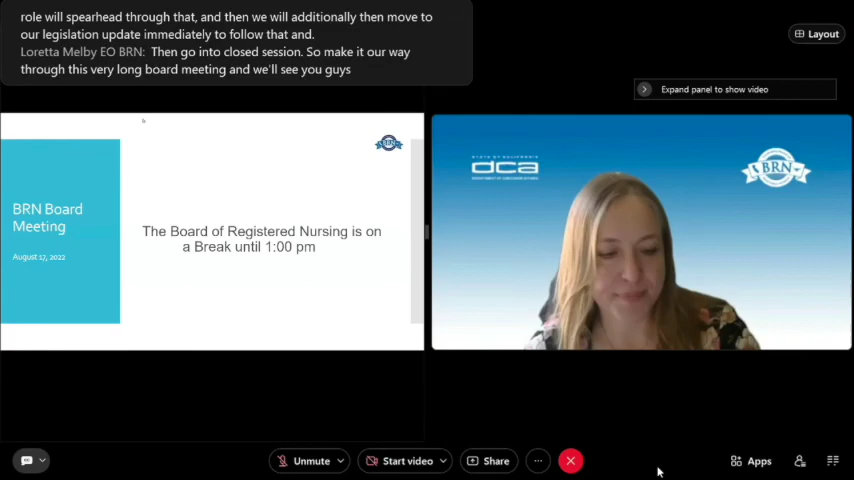 role will spearhead through that, and then we will additionally then move to
our legislation update immediately to follow that and.
Loretta Melby EO BRN: Then go into closed session. So make it our way
through this very long board meeting and we'll see you guys
Layout
Expand panel to show video
BRN
STATE OF CALIFORNIA
dca
BRN
BRN Board
Meeting
August 17, 2022
The Board of Registered Nursing is on
a Break until 1:00 pm
Unmute
Start video
Share
Apps